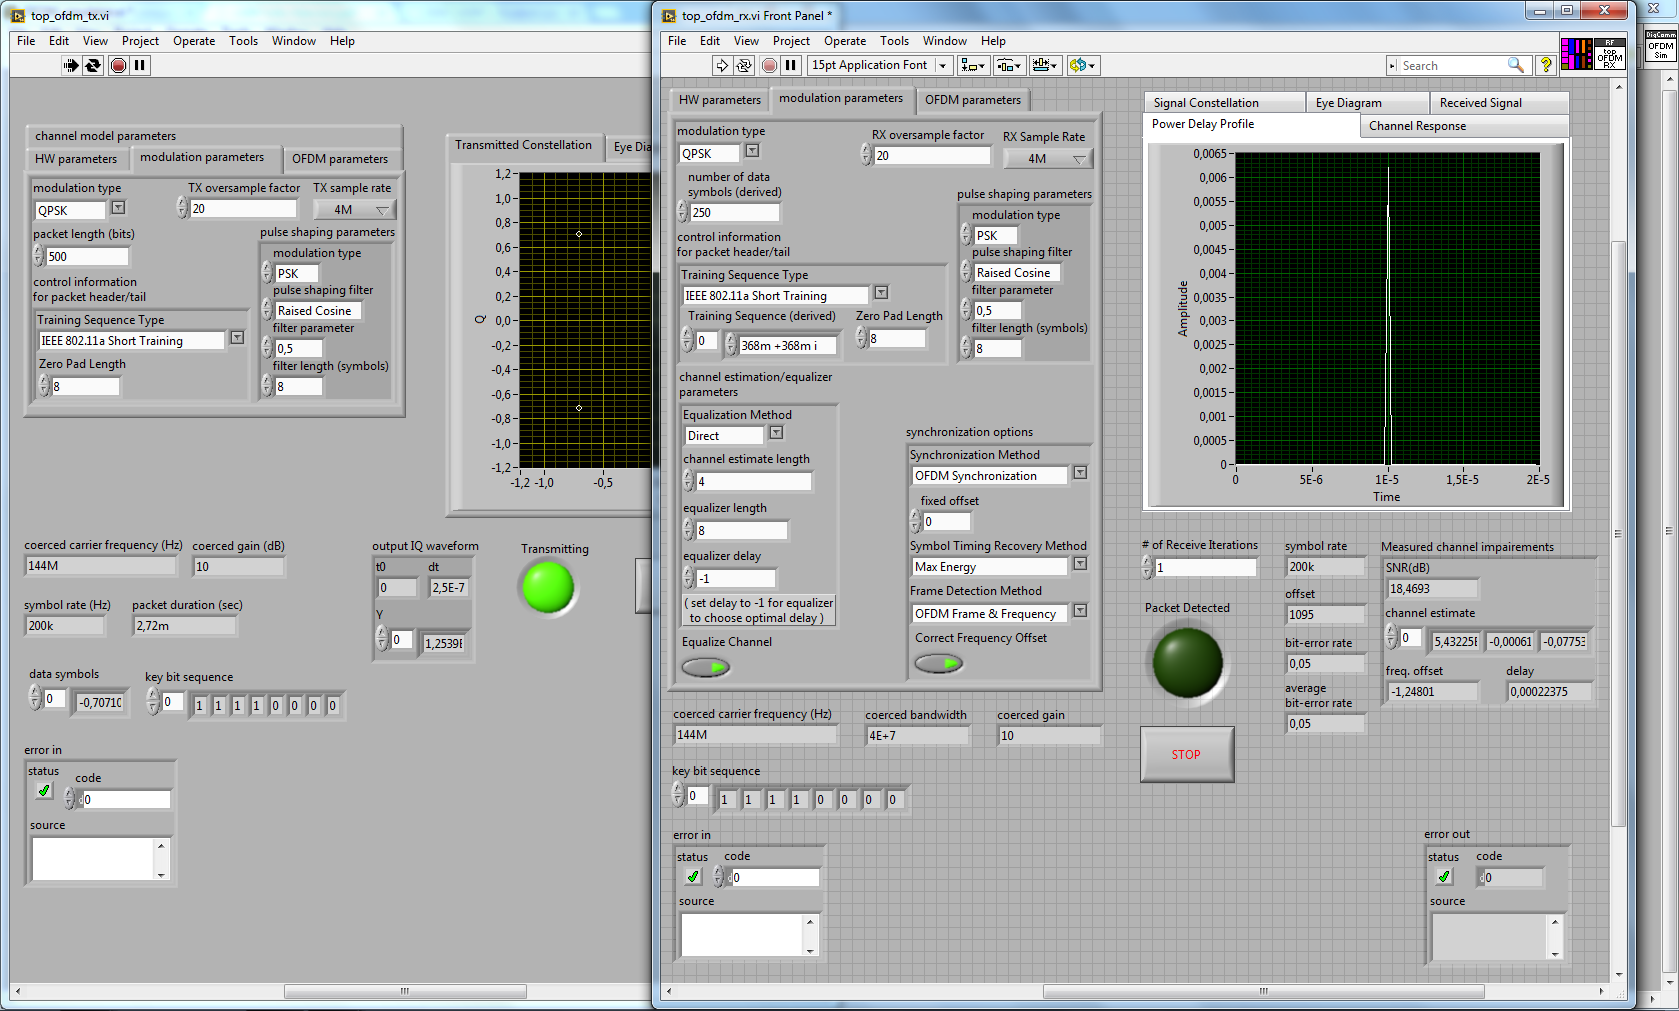 top_ofdm_tx.vi
File Edit View Project Operate Tools Window Help
channel model parameters
HW parameters modulation parameters OFDM parameters
modulation type TX oversample factor TX sample rate
QPSK 20 4M
packet length (bits) pulse shaping parameters
500 modulation type
PSK
control information
for packet header/tail
pulse shaping filter
Raised Cosine
Training Sequence Type filter parameter
IEEE 802.11a Short Training 0,5
Zero Pad Length filter length (symbols)
8 8
Transmitted Constellation Eye Dia
1,2
1,0
0,8
0,6
0,4
0,2
0,0
-0,2
-0,4
-0,6
-0,8
-1,0
-1,2
Q
-1,2 -1,0 -0,5
coerced carrier frequency (Hz) coerced gain (dB) output IQ waveform Transmitting
144M 10 t0 dt
0 2,5E-7
symbol rate (Hz) packet duration (sec) Y
200k 2,72m 0 1,2539E
data symbols key bit sequence
0 -0,7071( 0 1 1 1 1 0 0 0 0
error in
status code
d0
source
top_ofdm_rx.vi Front Panel *
File Edit View Project Operate Tools Window Help
15pt Application Font Search ?
RF
top
OFDM
RX
DigComm
OFDM
Sim
HW parameters modulation parameters OFDM parameters
modulation type RX oversample factor RX Sample Rate
QPSK 20 4M
number of data
symbols (derived)
250
pulse shaping parameters
modulation type
PSK
pulse shaping filter
Raised Cosine
filter parameter
0,5
filter length (symbols)
8
control information
for packet header/tail
Training Sequence Type
IEEE 802.11a Short Training
Training Sequence (derived) Zero Pad Length
0 368m +368m i 8
channel estimation/equalizer
parameters
Equalization Method
Direct
channel estimate length
4
equalizer length
8
equalizer delay
-1
( set delay to -1 for equalizer
to choose optimal delay )
Equalize Channel
synchronization options
Synchronization Method
OFDM Synchronization
fixed offset
0
Symbol Timing Recovery Method
Max Energy
Frame Detection Method
OFDM Frame & Frequency
Correct Frequency Offset
coerced carrier frequency (Hz) coerced bandwidth coerced gain
144M 4E+7 10
key bit sequence
0 1 1 1 1 0 0 0 0
error in
status code
d0
source
Signal Constellation Eye Diagram Received Signal
Power Delay Profile Channel Response
0,0065
0,006
0,0055
0,005
0,0045
0,004
0,0035
0,003
0,0025
0,002
0,0015
0,001
0,0005
0
Amplitude
0 5E-6 1E-5 1,5E-5 2E-5
Time
# of Receive Iterations
1
Packet Detected
STOP
symbol rate
200k
offset
1095
bit-error rate
0,05
average
bit-error rate
0,05
Measured channel impairements
SNR(dB)
18,4693
channel estimate
0 5,43225E -0,00061 -0,0775
freq. offset delay
-1,24801 0,00022375
error out
status code
d0
source